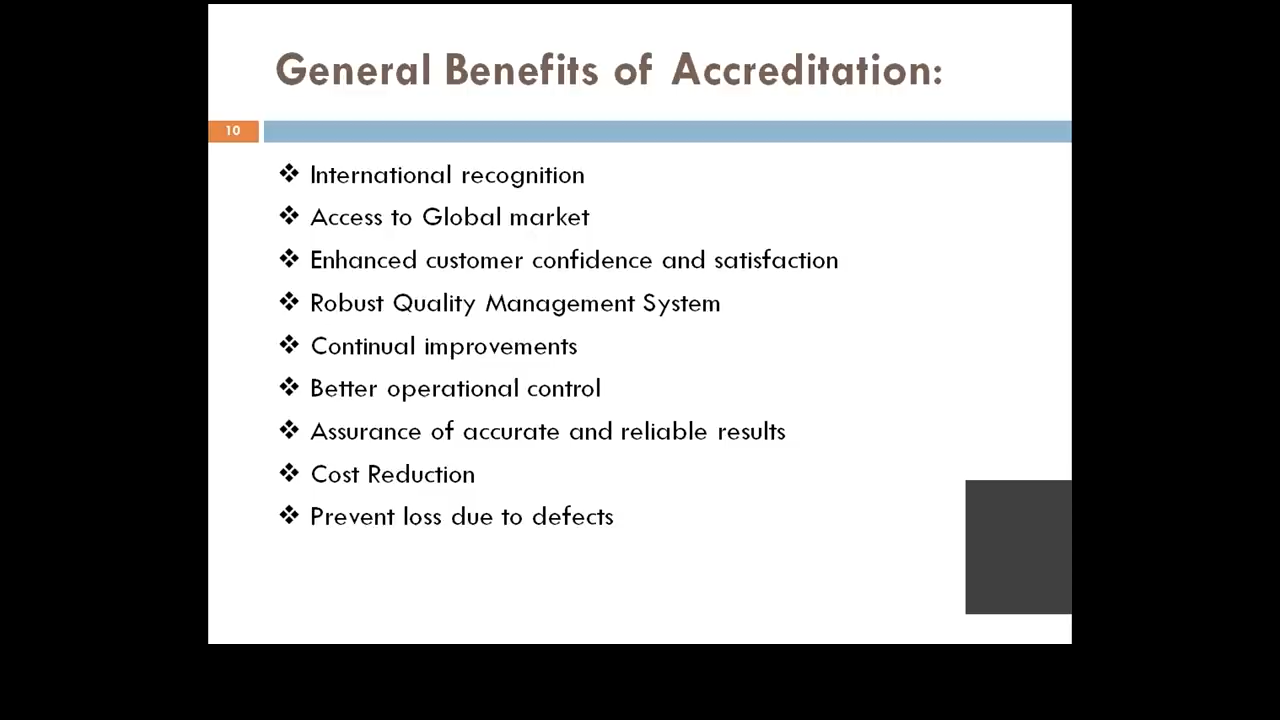 General Benefits of Accreditation:
10
❖ International recognition
❖ Access to Global market
❖ Enhanced customer confidence and satisfaction
❖ Robust Quality Management System
❖ Continual improvements
❖ Better operational control
❖ Assurance of accurate and reliable results
❖ Cost Reduction
❖ Prevent loss due to defects